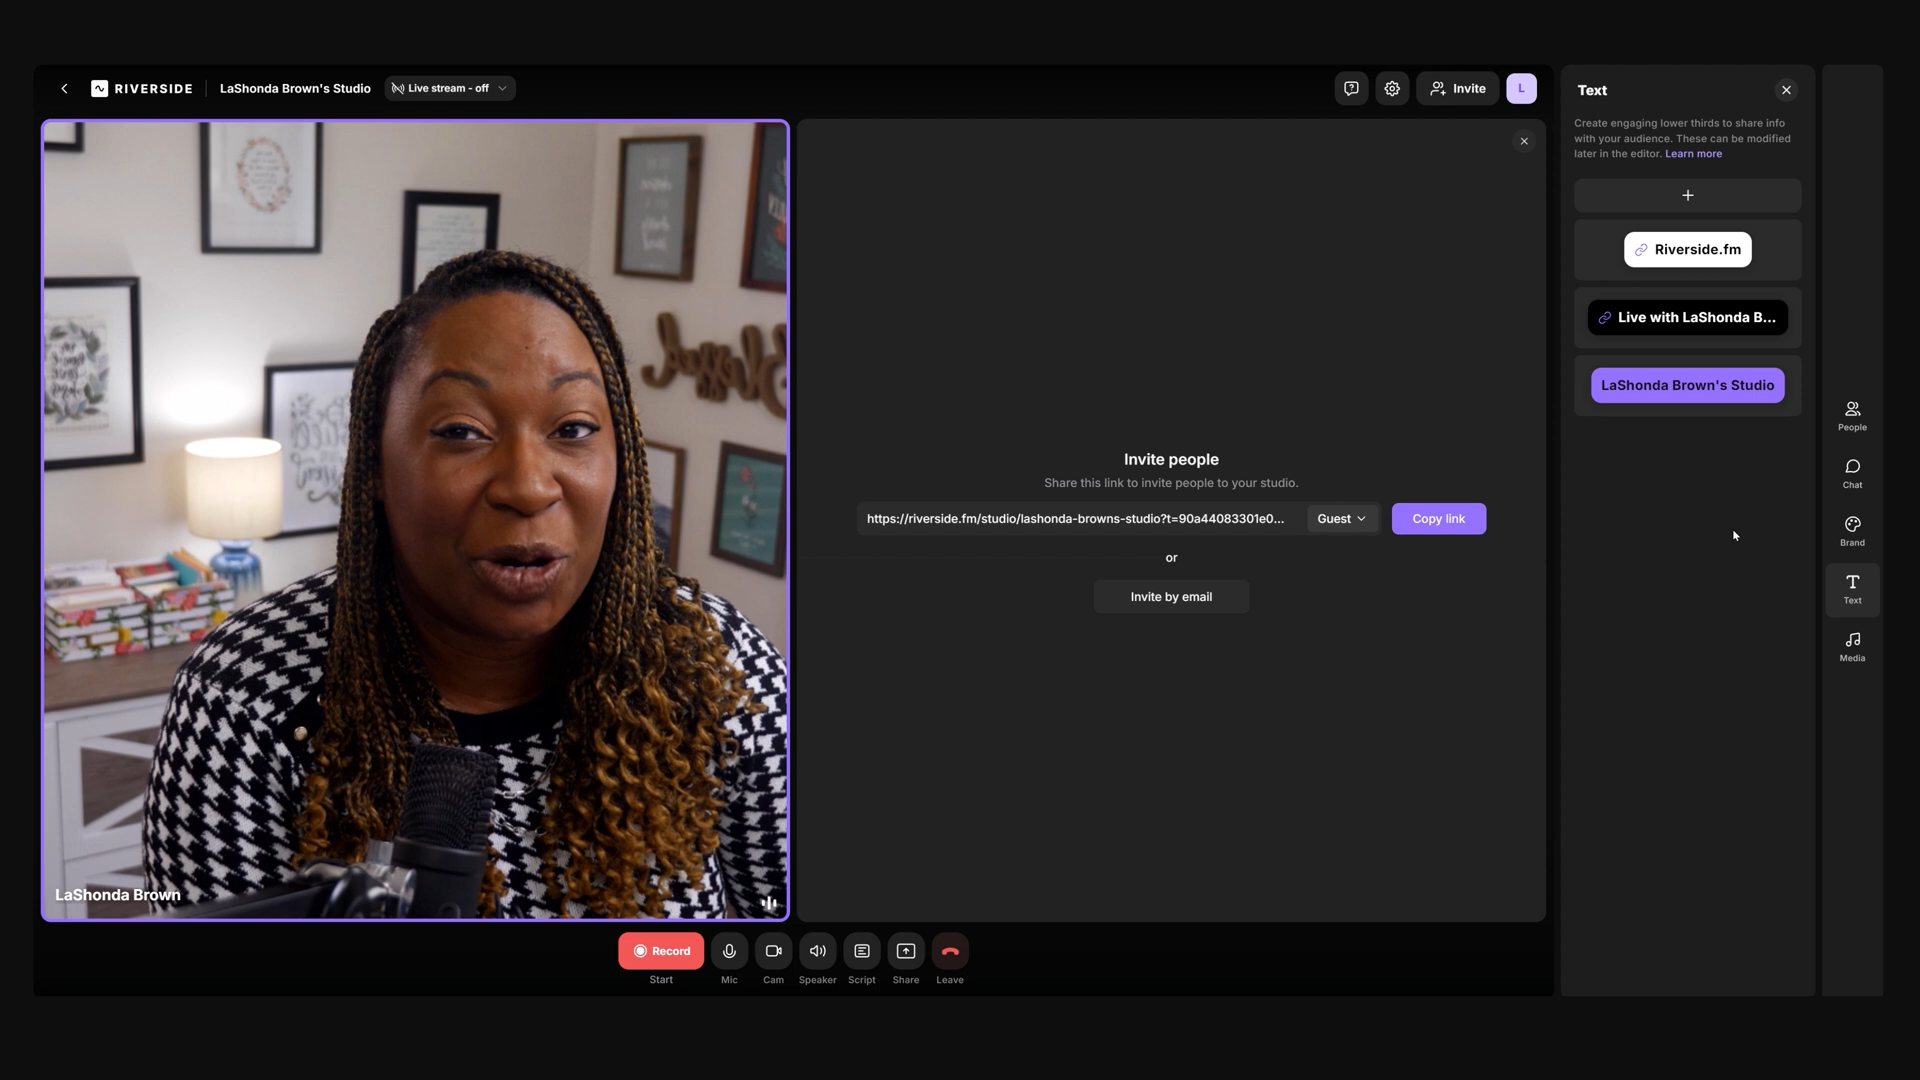 RIVERSIDE
LaShonda Brown's Studio
Live stream - off
Invite
L
LaShonda Brown
Invite people
Share this link to invite people to your studio.
https://riverside.fm/studio/lashonda-browns-studio?t=90a44083301e0...
Guest
Copy link
or
Invite by email
Record
Start
Mic
Cam
Speaker
Script
Share
Leave
Text
Create engaging lower thirds to share info
with your audience. These can be modified
later in the editor. Learn more
Riverside.fm
Live with LaShonda B...
LaShonda Brown's Studio
People
Chat
Brand
Text
Media